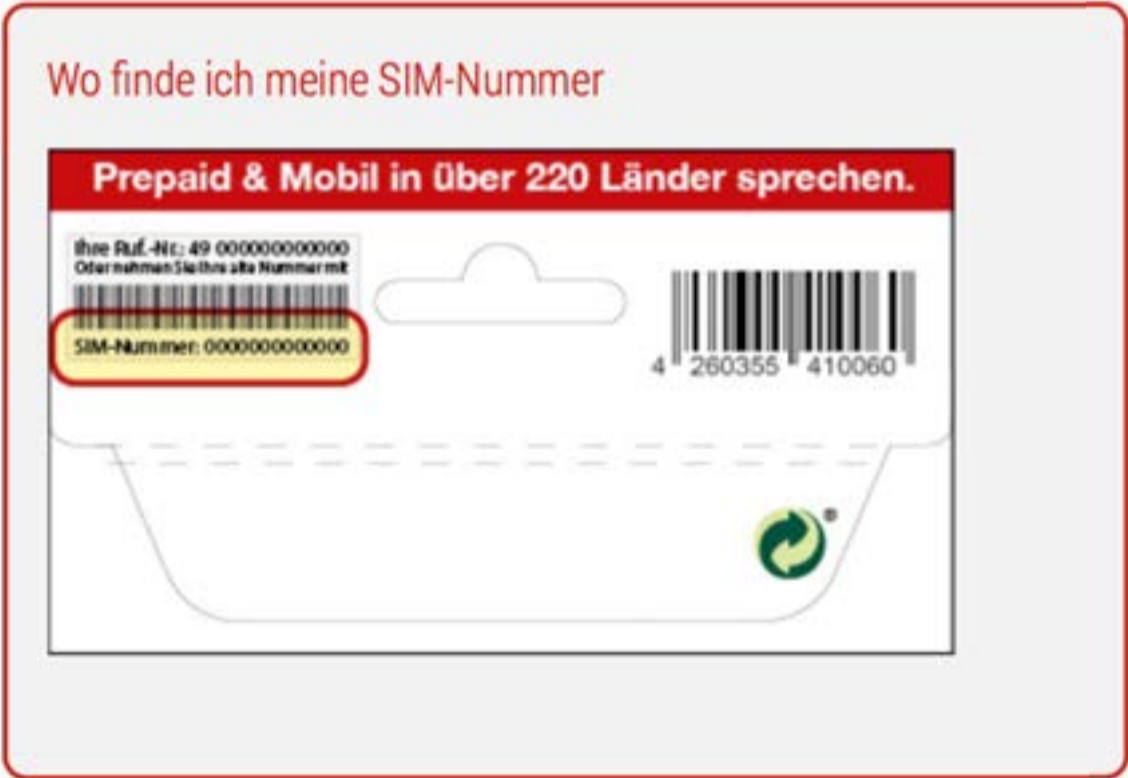 Wo finde ich meine SIM-Nummer
Prepaid & Mobil in über 220 Länder sprechen.
Ihre Ruf.-Nr.: 49 000000000000
Oder nehmen Sie Ihre alte Nummer mit
SIM-Nummer: 0000000000000
4 260355 410060
®